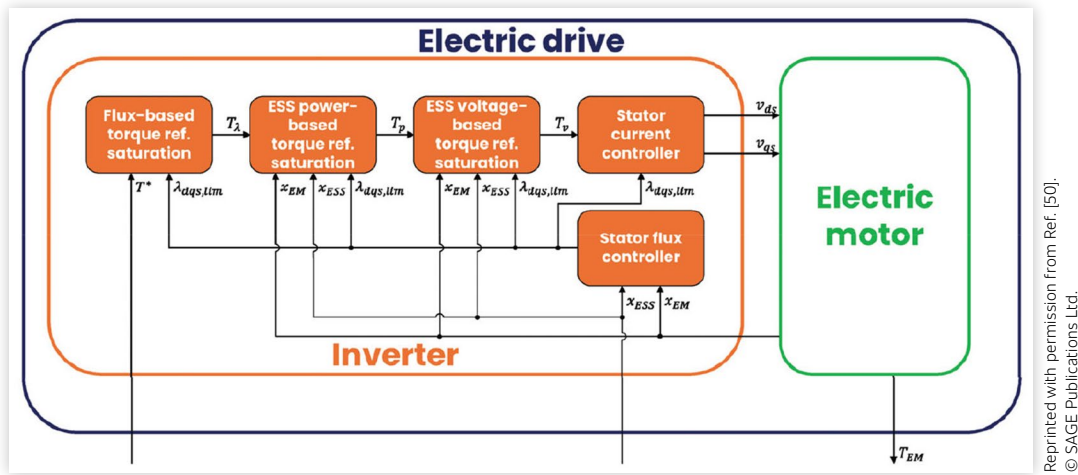 Electric drive
Flux-based
torque ref.
saturation
T_λ
ESS power-
based
torque ref.
saturation
T_p
ESS voltage-
based
torque ref.
saturation
T_v
Stator
current
controller
v_ds
v_qs
T*
λ_dqs,lim
x_EM
x_ESS
λ_dqs,lim
x_EM
x_ESS
λ_dqs,lim
λ_dqs,lim
Stator flux
controller
x_ESS
x_EM
Electric
motor
Inverter
T_EM
Reprinted with permission from Ref. [50].
© SAGE Publications Ltd.